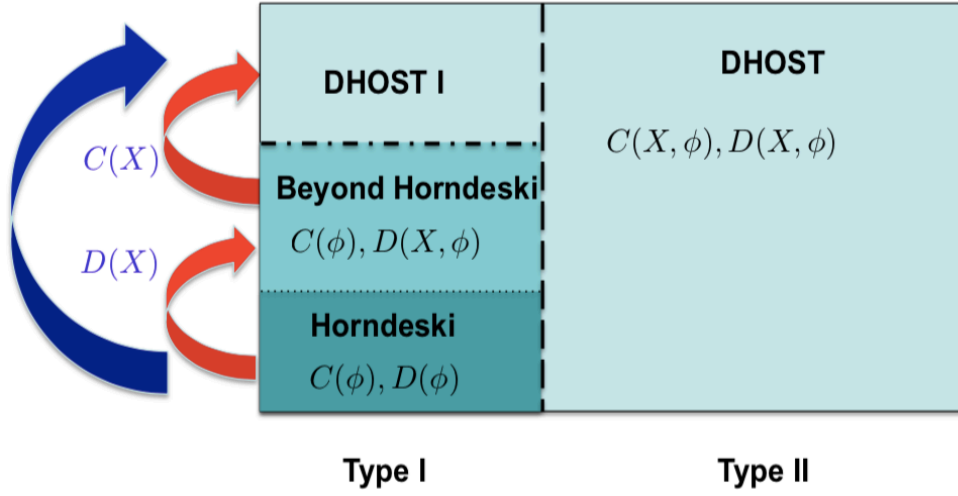 DHOST I
DHOST
C(X)
C(X, ϕ), D(X, ϕ)
Beyond Horndeski
C(ϕ), D(X, ϕ)
D(X)
Horndeski
C(ϕ), D(ϕ)
Type I
Type II